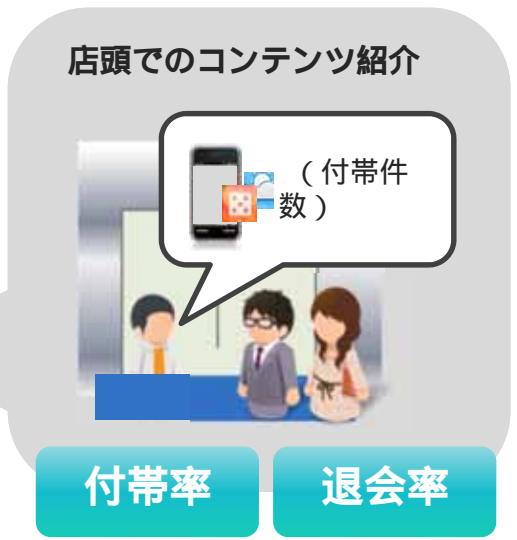 店頭でのコンテンツ紹介
（付帯件
数）
付帯率
退会率